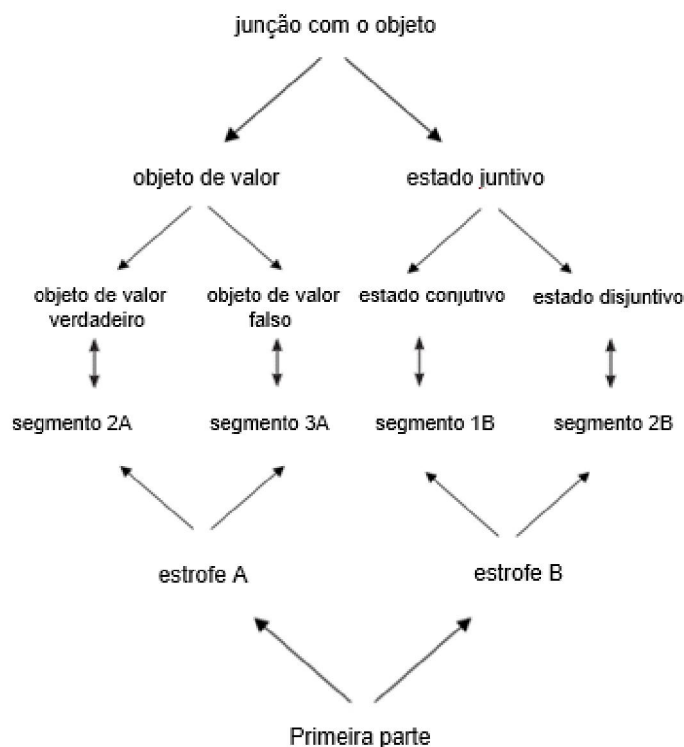 junção com o objeto
objeto de valor
estado juntivo
objeto de valor
verdadeiro
objeto de valor
falso
estado conjutivo
estado disjuntivo
segmento 2A
segmento 3A
segmento 1B
segmento 2B
estrofe A
estrofe B
Primeira parte